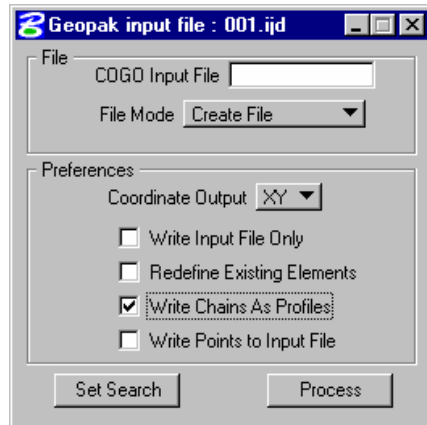 Geopak input file : 001.ijd
File
COGO Input File
File Mode Create File
Preferences
Coordinate Output XY
Write Input File Only
Redefine Existing Elements
Write Chains As Profiles
Write Points to Input File
Set Search Process